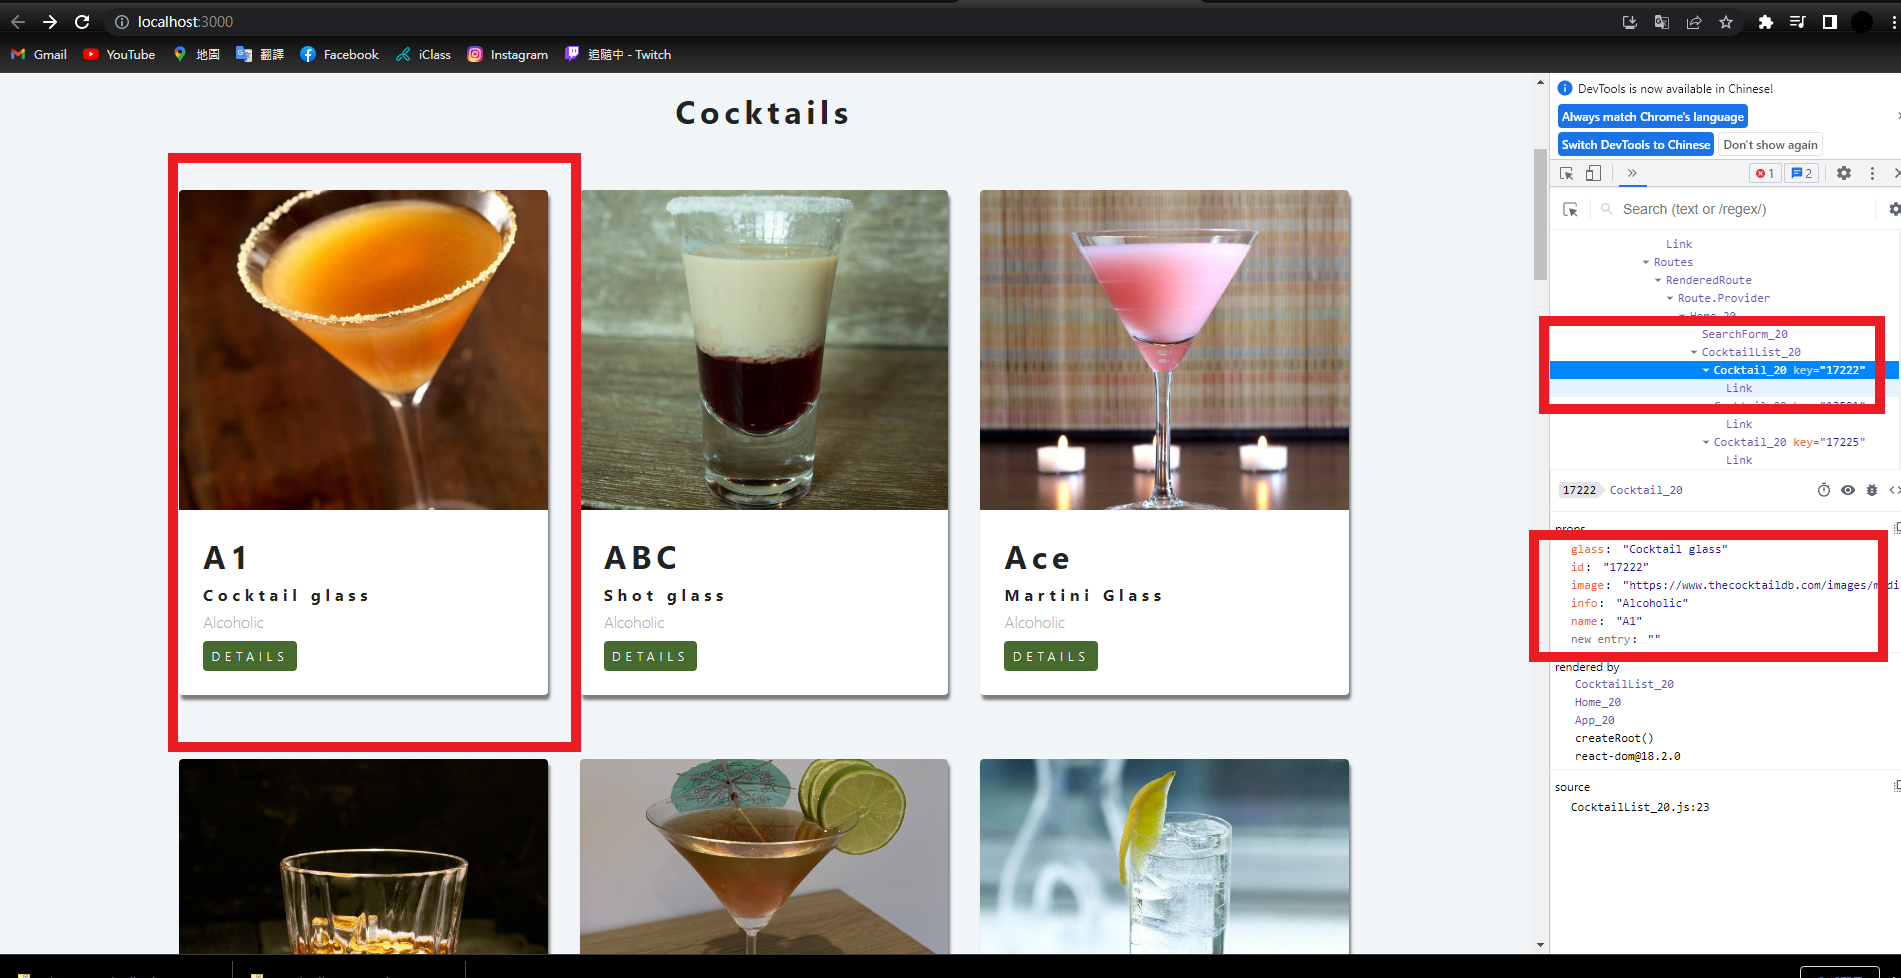 localhost:3000
Gmail YouTube 地圖 翻譯 Facebook iClass Instagram 追隨中 - Twitch
Cocktails
A1
Cocktail glass
Alcoholic
DETAILS
ABC
Shot glass
Alcoholic
DETAILS
Ace
Martini Glass
Alcoholic
DETAILS
DevTools is now available in Chinese!
Always match Chrome's language
Switch DevTools to Chinese Don't show again
1 2
Search (text or /regex/)
Link
Routes
RenderedRoute
Route.Provider
Home_20
SearchForm_20
CocktailList_20
Cocktail_20 key="17222"
Link
Link
Cocktail_20 key="17225"
Link
17222 Cocktail_20
props
glass: "Cocktail glass"
id: "17222"
image: "https://www.thecocktaildb.com/images/media
info: "Alcoholic"
name: "A1"
new entry: ""
rendered by
CocktailList_20
Home_20
App_20
createRoot()
react-dom@18.2.0
source
CocktailList_20.js:23